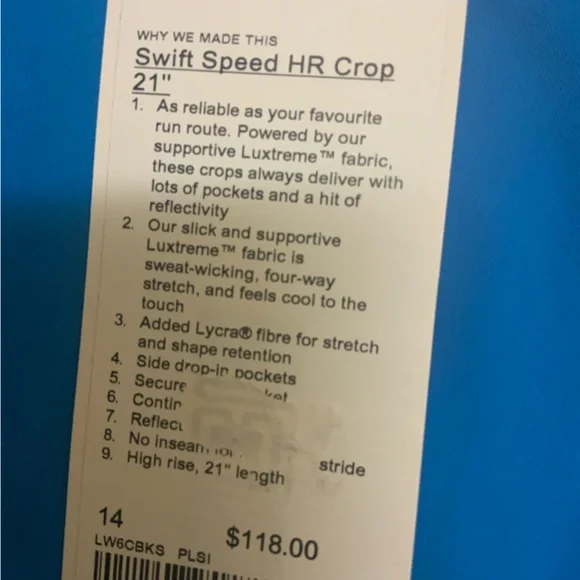 WHY WE MADE THIS
Swift Speed HR Crop
21"
1. As reliable as your favourite
run route. Powered by our
supportive Luxtreme™ fabric,
these crops always deliver with
lots of pockets and a hit of
reflectivity
2. Our slick and supportive
Luxtreme™ fabric is
sweat-wicking, four-way
stretch, and feels cool to the
touch
3. Added Lycra® fibre for stretch
and shape retention
4. Side drop-in pockets
5. Secure
6.
7.
8. No stride
9. High rise, 21" length
14 $118.00
LW6CBKS PLSI